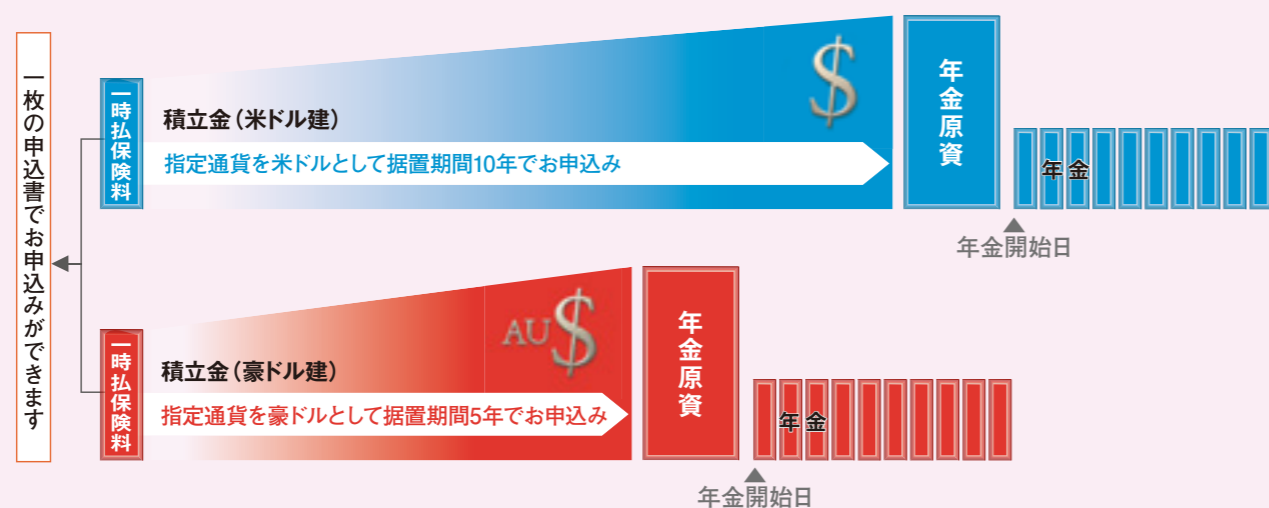 一枚の申込書でお申込みができます
一時払保険料
積立金（米ドル建）
指定通貨を米ドルとして据置期間10年でお申込み
$
年金原資
年金
年金開始日
一時払保険料
積立金（豪ドル建）
指定通貨を豪ドルとして据置期間5年でお申込み
AU$
年金原資
年金
年金開始日